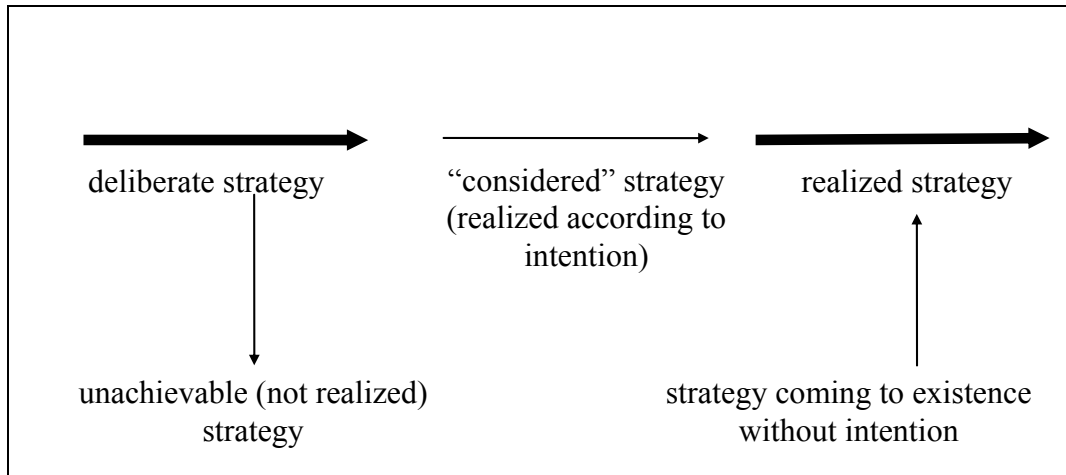 deliberate strategy
“considered” strategy
(realized according to
intention)
realized strategy
unachievable (not realized)
strategy
strategy coming to existence
without intention